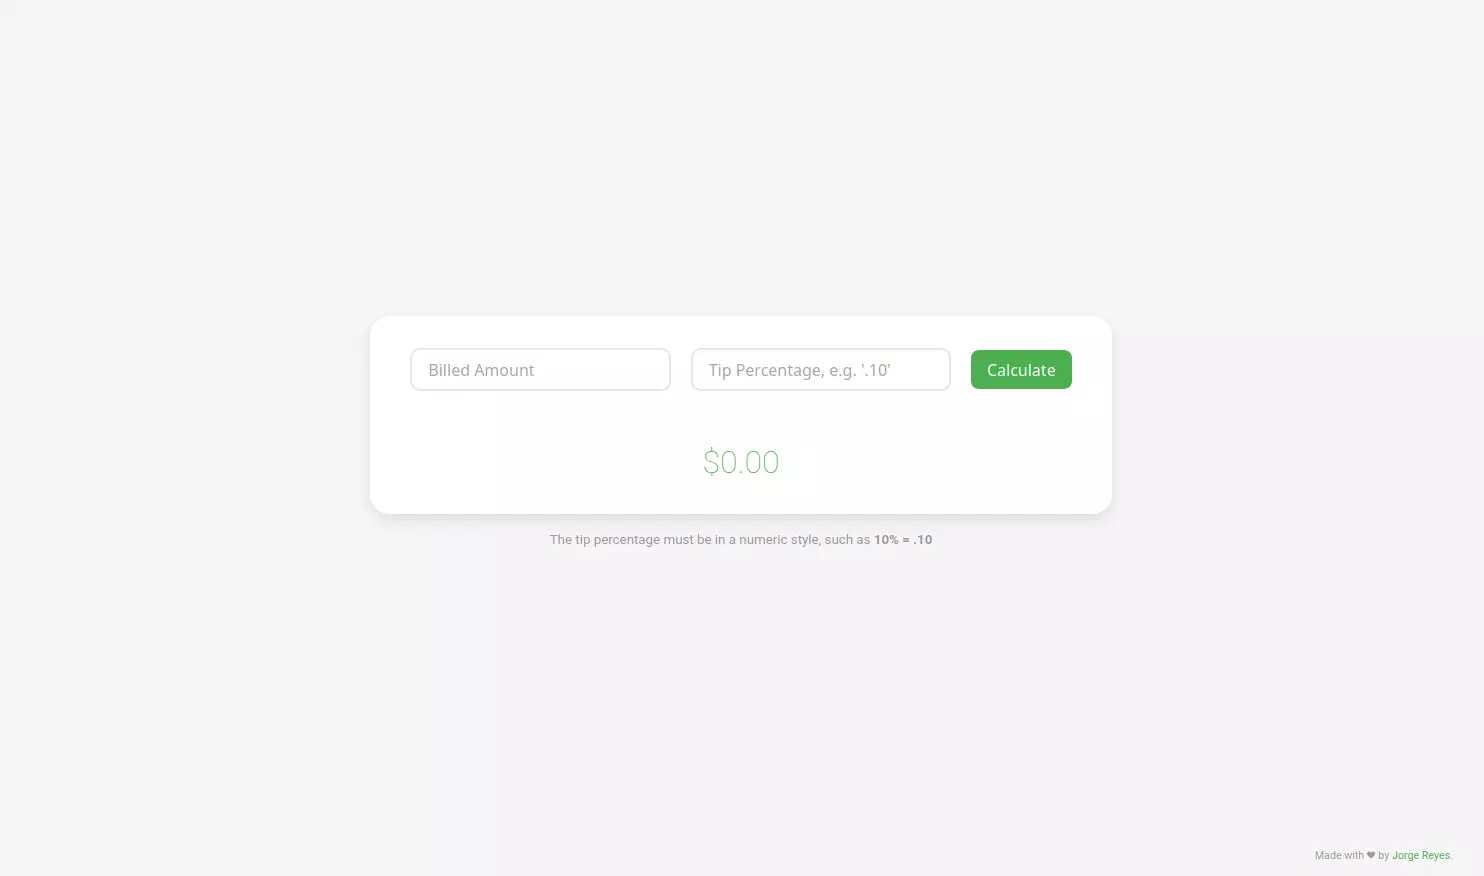 Billed Amount
Tip Percentage, e.g. '.10'
Calculate
$0.00
The tip percentage must be in a numeric style, such as 10% = .10
Made with ❤ by Jorge Reyes.